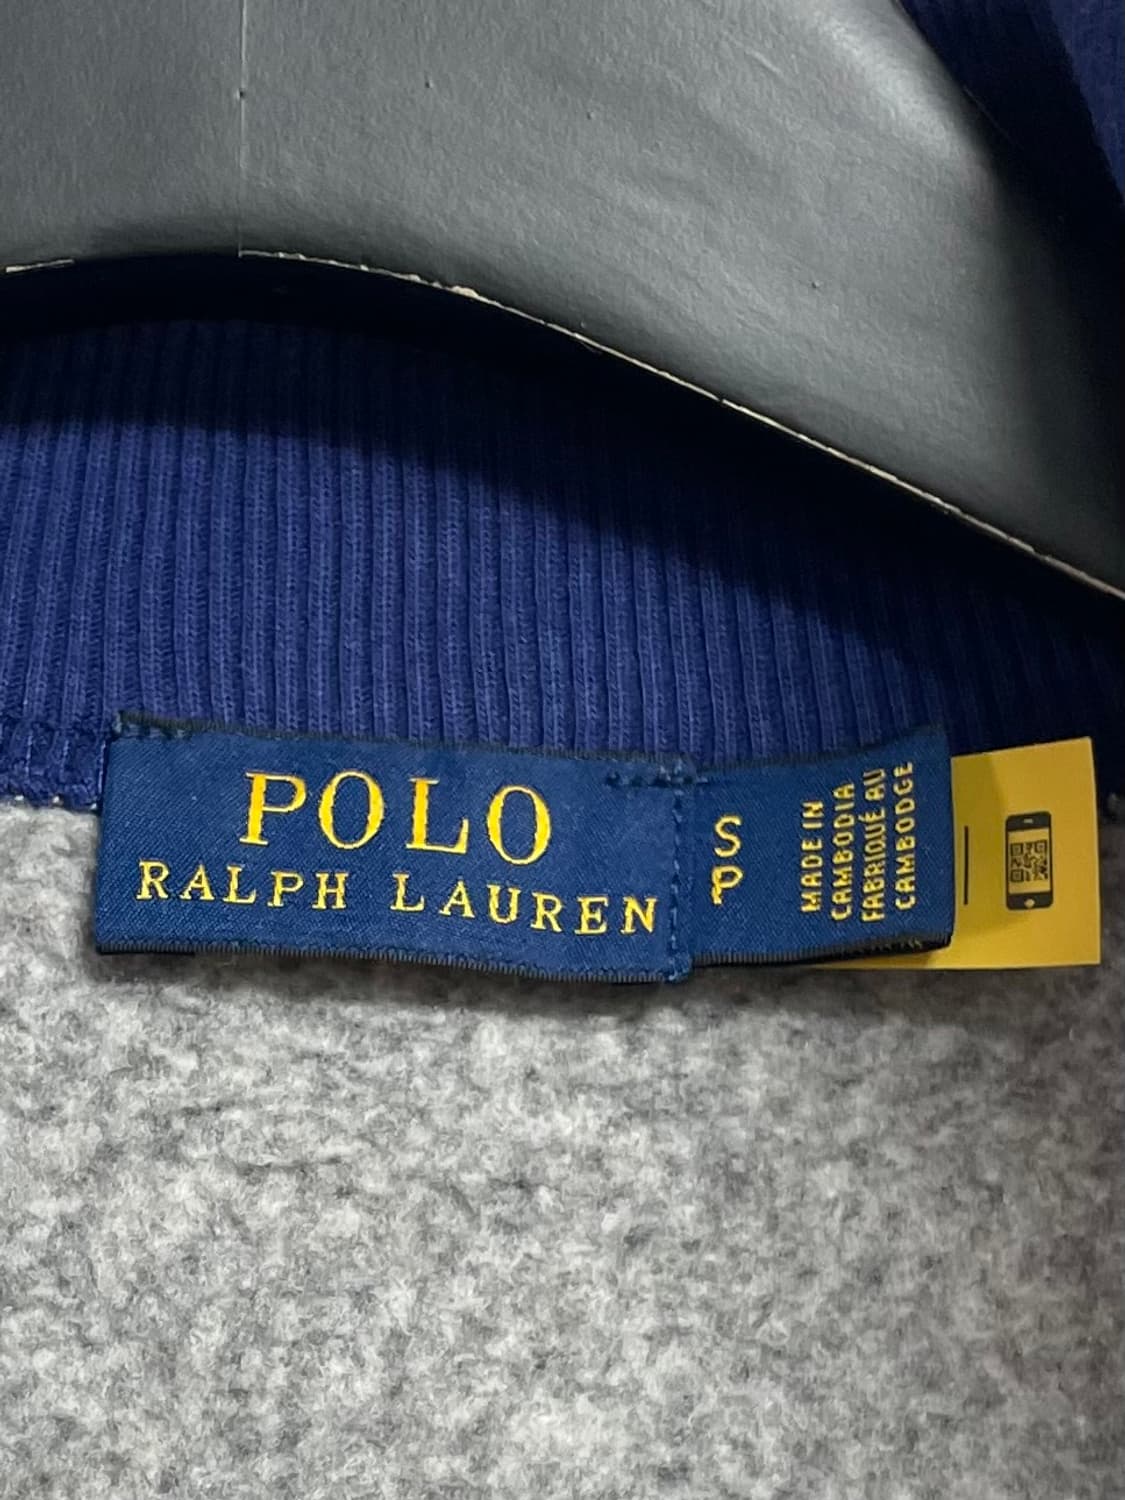 POLO
RALPH LAUREN
S
P
MADE IN
CAMBODIA
FABRIQUÉ AU
CAMBODGE